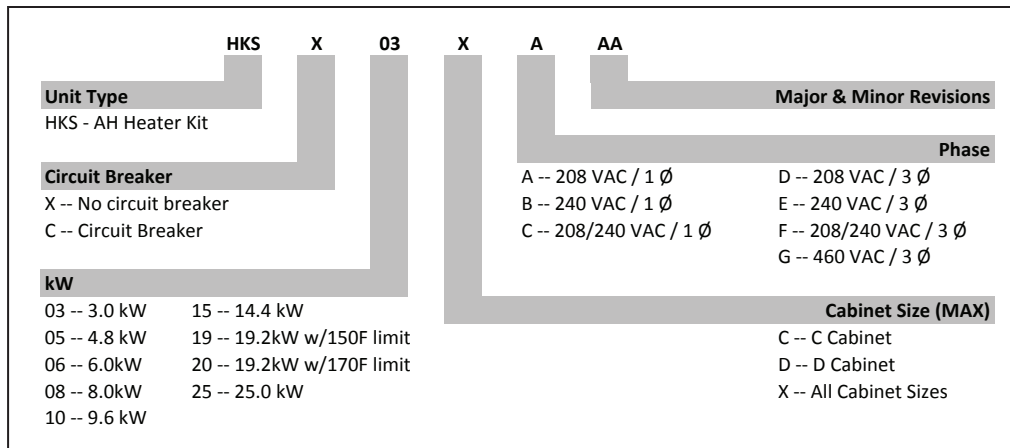 HKS X 03 X A AA
Unit Type
HKS - AH Heater Kit
Major & Minor Revisions
Phase
A -- 208 VAC / 1 Ø
B -- 240 VAC / 1 Ø
C -- 208/240 VAC / 1 Ø
D -- 208 VAC / 3 Ø
E -- 240 VAC / 3 Ø
F -- 208/240 VAC / 3 Ø
G -- 460 VAC / 3 Ø
Circuit Breaker
X -- No circuit breaker
C -- Circuit Breaker
kW
03 -- 3.0 kW
05 -- 4.8 kW
06 -- 6.0kW
08 -- 8.0kW
10 -- 9.6 kW
15 -- 14.4 kW
19 -- 19.2kW w/150F limit
20 -- 19.2kW w/170F limit
25 -- 25.0 kW
Cabinet Size (MAX)
C -- C Cabinet
D -- D Cabinet
X -- All Cabinet Sizes